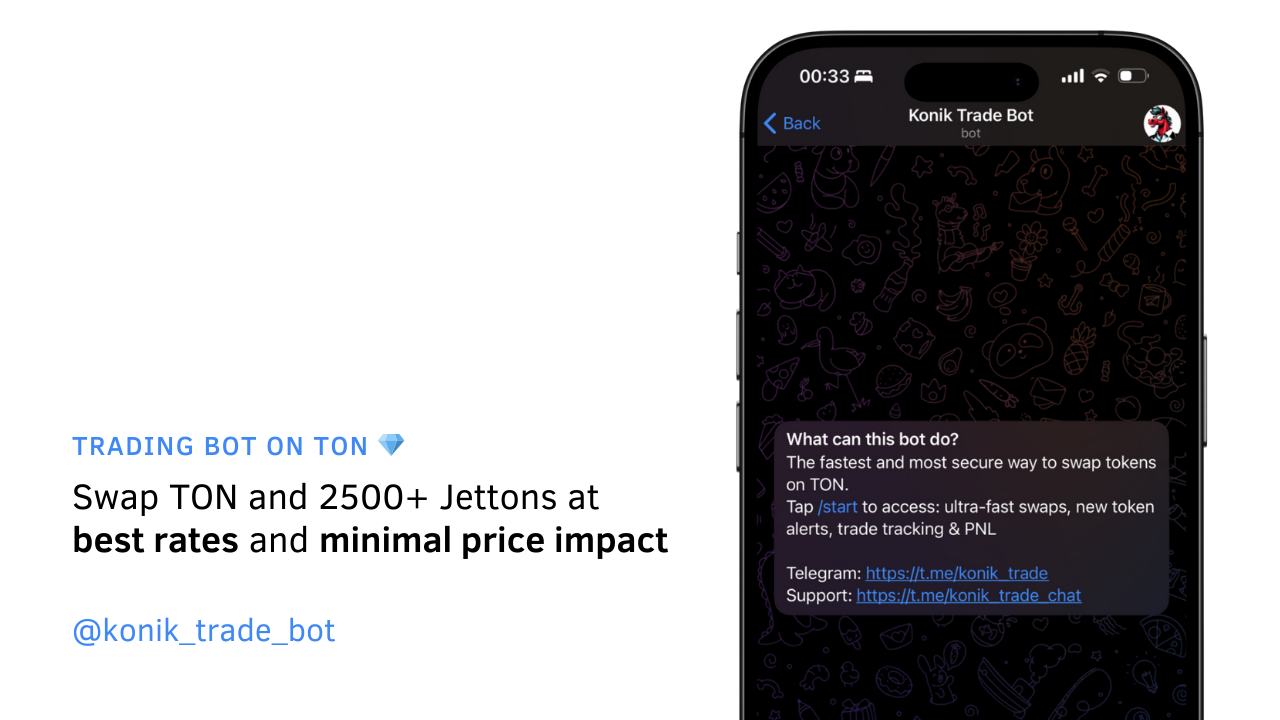 TRADING BOT ON TON 💎
Swap TON and 2500+ Jettons at
best rates and minimal price impact
@konik_trade_bot
00:33
Back
Konik Trade Bot
bot
What can this bot do?
The fastest and most secure way to swap tokens
on TON.
Tap /start to access: ultra-fast swaps, new token
alerts, trade tracking & PNL
Telegram: https://t.me/konik_trade
Support: https://t.me/konik_trade_chat